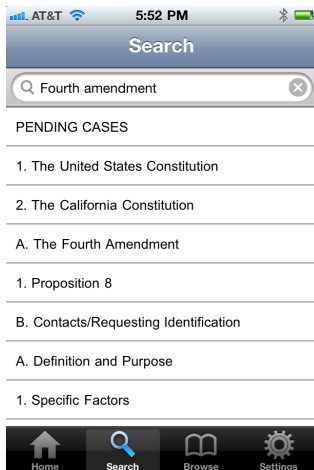 AT&T 5:52 PM
Search
Fourth amendment
PENDING CASES
1. The United States Constitution
2. The California Constitution
A. The Fourth Amendment
1. Proposition 8
B. Contacts/Requesting Identification
A. Definition and Purpose
1. Specific Factors
Home Search Browse Settings